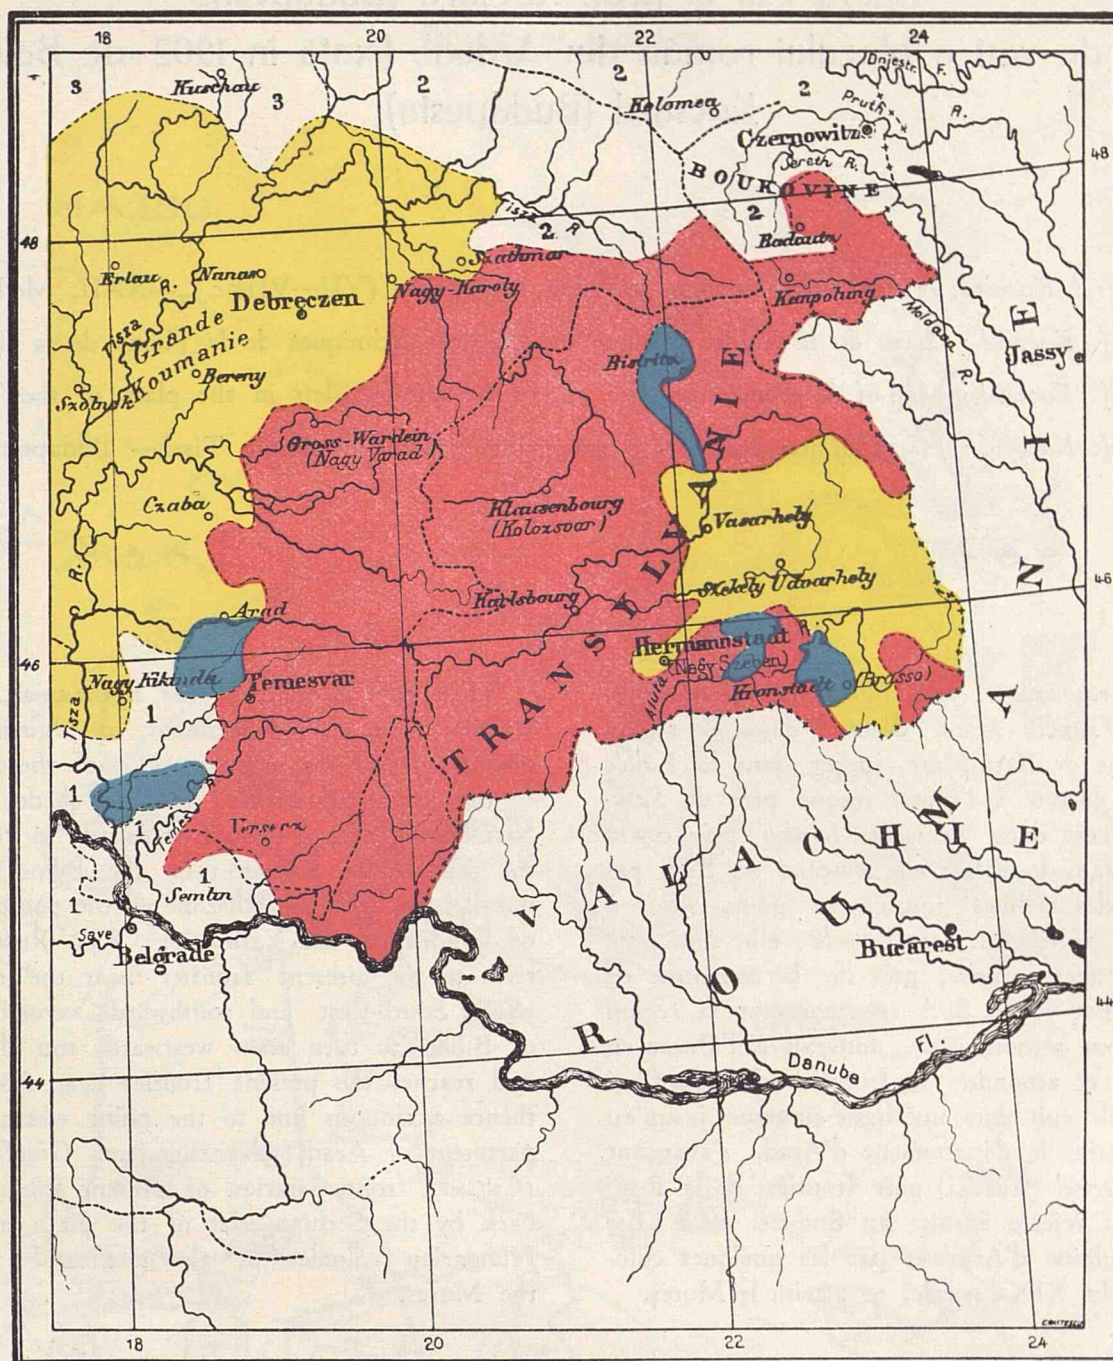 18
20
22
24
3
Kaschau
3
2
2
Kolomea
2
Dnjestr. F.
Pruth
R.
Czernowitz
Sereth R.
48
BOUKOVINE
Tisza R.
2
2
Radautz
48
Szathmar
Erlau
R.
Nanas
Nagy-Karoly
Kanpolung
Debreczen
Tisza
Grande
Koumanie
Moldava R.
Jassy
Bereny
Bistritz
Szolnok
Gross-Wardein
(Nagy Varad)
Czaba
Klausenbourg
(Kolozsvar)
Vasarhely
R.
Szekely Udvarhely
46
Karlsbourg
Arad
R.
Hermannstadt
(Nagy Szeben)
46
Nagy Kikinda
Temesvar
Kronstadt
(Brasso)
Aluta
1
Tisza
TRANSYLVANIE
1
1
Temes
R.
Versecz
1
Semlin
1
Save
Belgrade
VALACHIE
ROUMANIE
Bucarest
44
Danube
Fl.
44
18
20
22
24